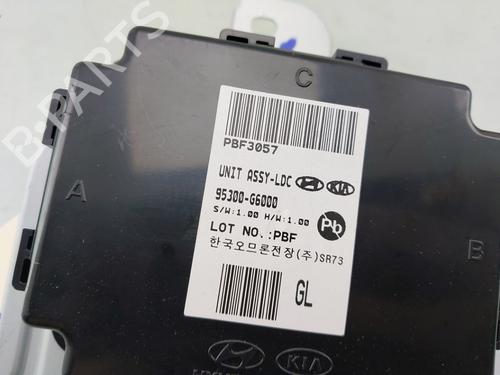 C
PBF3057
UNIT ASSY-LDC KIA
95300-G6000
S/W:1.00 H/W:1.00
Pb
LOT NO.:PBF
한국오므론전장(주)SR73
GL
A
B
KIA
B-PARTS